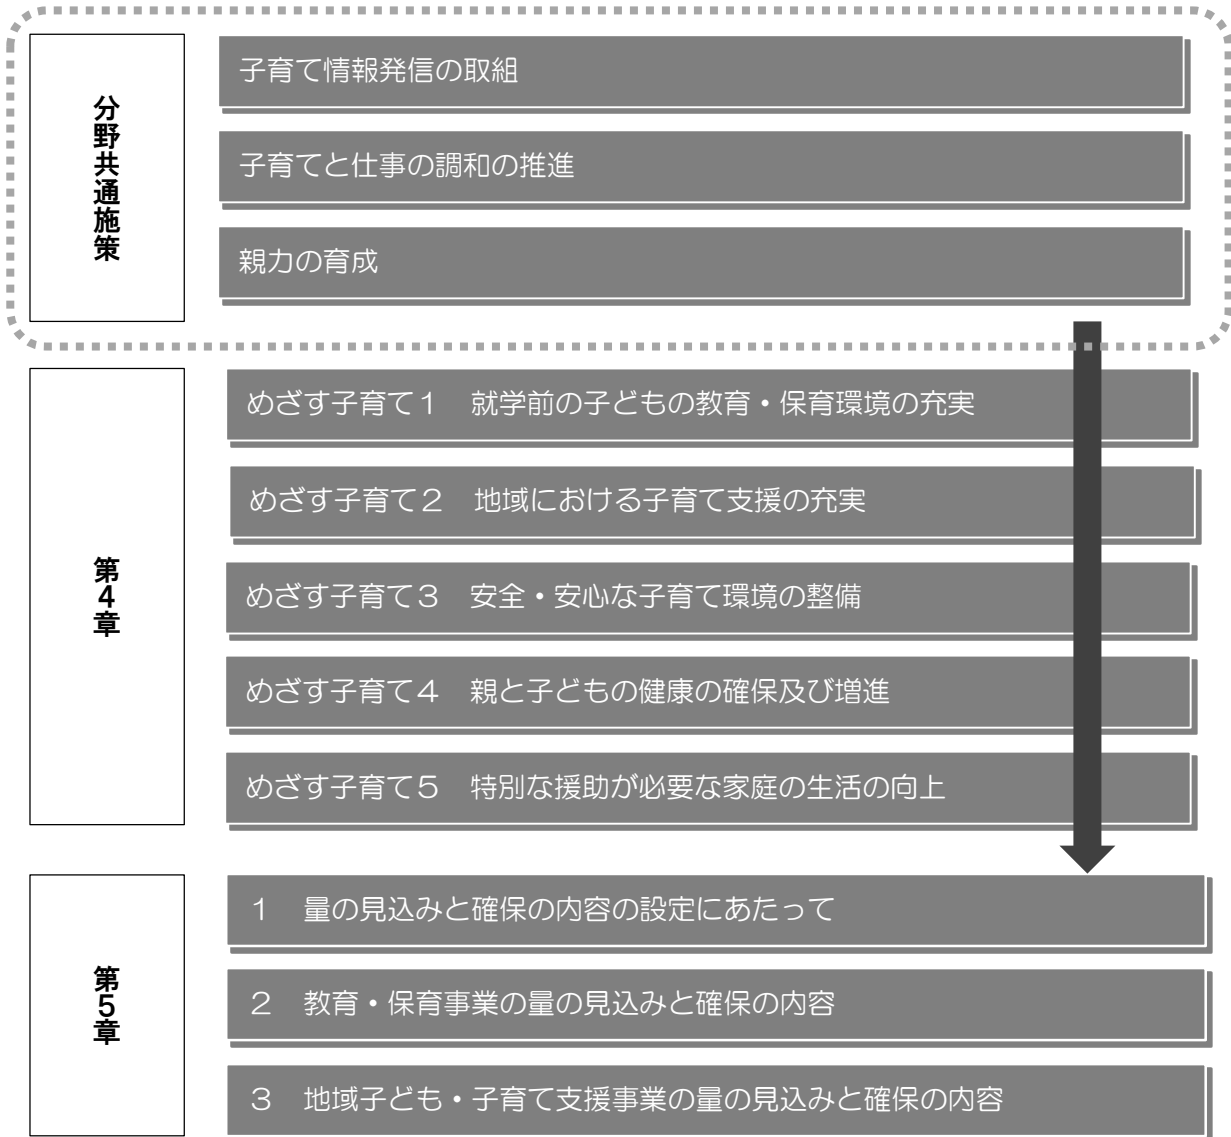 分野共通施策
子育て情報発信の取組
子育てと仕事の調和の推進
親力の育成
第4章
めざす子育て１　就学前の子どもの教育・保育環境の充実
めざす子育て２　地域における子育て支援の充実
めざす子育て３　安全・安心な子育て環境の整備
めざす子育て４　親と子どもの健康の確保及び増進
めざす子育て５　特別な援助が必要な家庭の生活の向上
第5章
１　量の見込みと確保の内容の設定にあたって
２　教育・保育事業の量の見込みと確保の内容
３　地域子ども・子育て支援事業の量の見込みと確保の内容